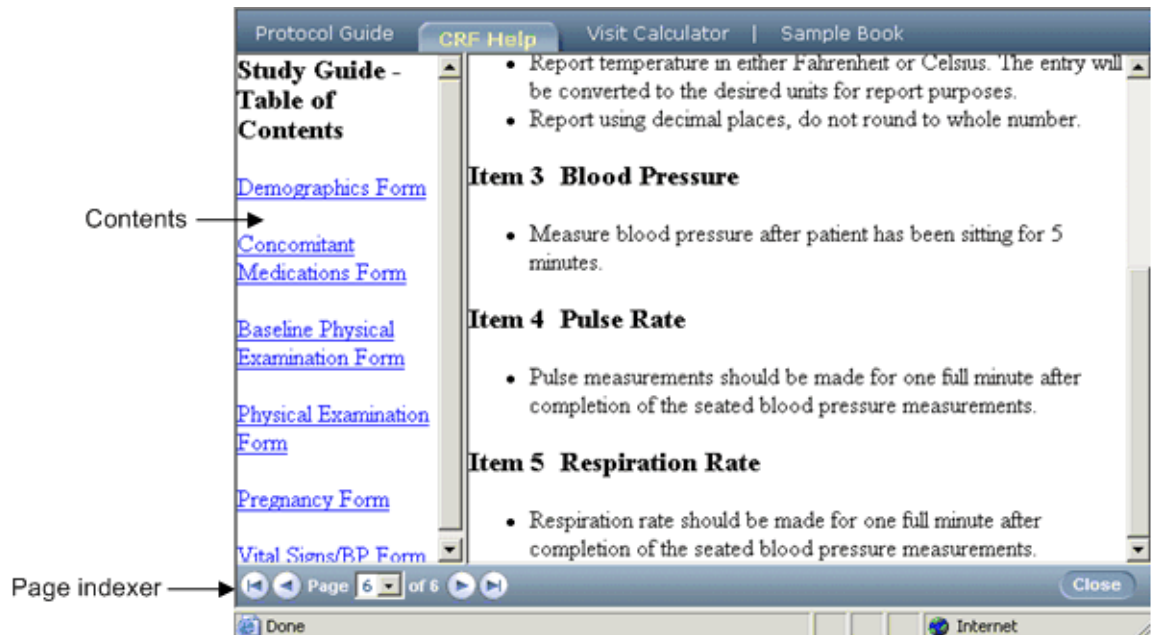 Protocol Guide
CRF Help
Visit Calculator | Sample Book
Study Guide -
Table of
Contents
Demographics Form
Concomitant
Medications Form
Baseline Physical
Examination Form
Physical Examination
Form
Pregnancy Form
Vital Signs/BP Form
• Report temperature in either Fahrenheit or Celsius. The entry will
be converted to the desired units for report purposes.
• Report using decimal places, do not round to whole number.
Item 3 Blood Pressure
• Measure blood pressure after patient has been sitting for 5
minutes.
Item 4 Pulse Rate
• Pulse measurements should be made for one full minute after
completion of the seated blood pressure measurements.
Item 5 Respiration Rate
• Respiration rate should be made for one full minute after
completion of the seated blood pressure measurements.
Contents
Page indexer
Page 6 of 6
Close
Done
Internet